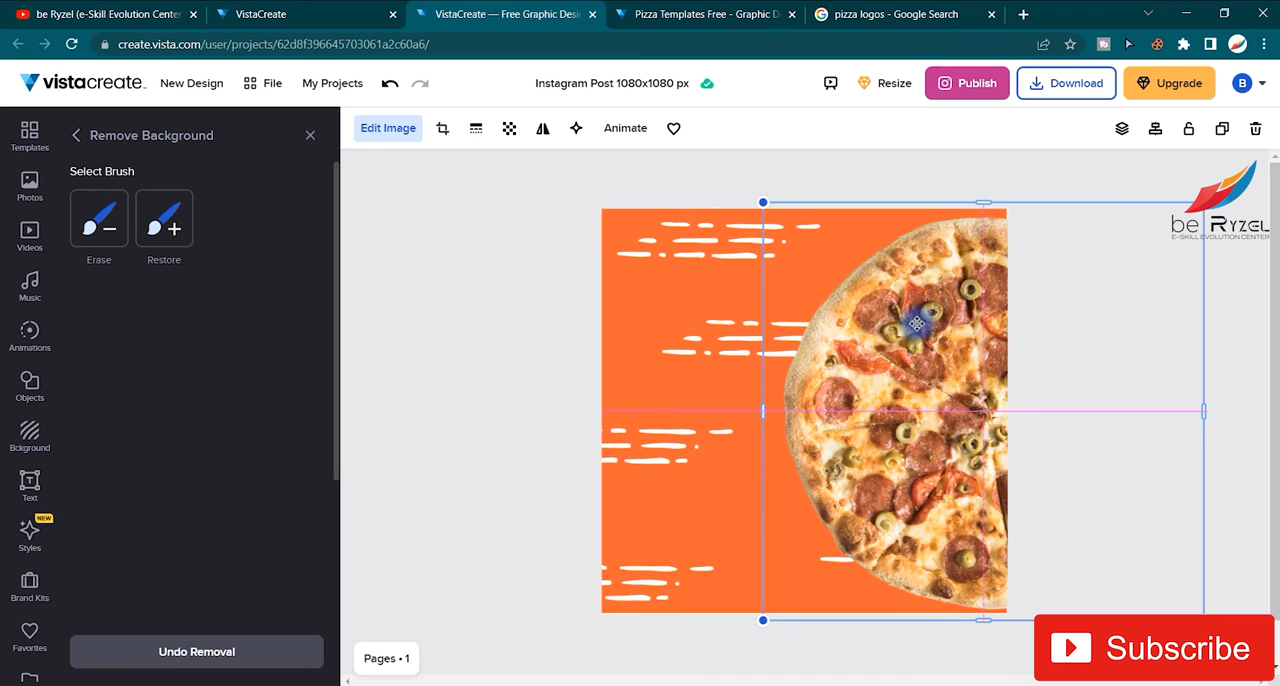 be Ryzel (e-Skill Evolution Center
VistaCreate
VistaCreate — Free Graphic Desi
Pizza Templates Free - Graphic D
pizza logos - Google Search
create.vista.com/user/projects/62d8f396645703061a2c60a6/
vistacreate
New Design
File
My Projects
Instagram Post 1080x1080 px
Resize
Publish
Download
Upgrade
B
Templates
Photos
Videos
Music
Animations
Objects
Bckground
Text
NEW
Styles
Brand Kits
Favorites
Remove Background
Select Brush
Erase
Restore
Undo Removal
Edit Image
Animate
be RYZEL
E-SKILL EVOLUTION CENTER
Pages • 1
Subscribe